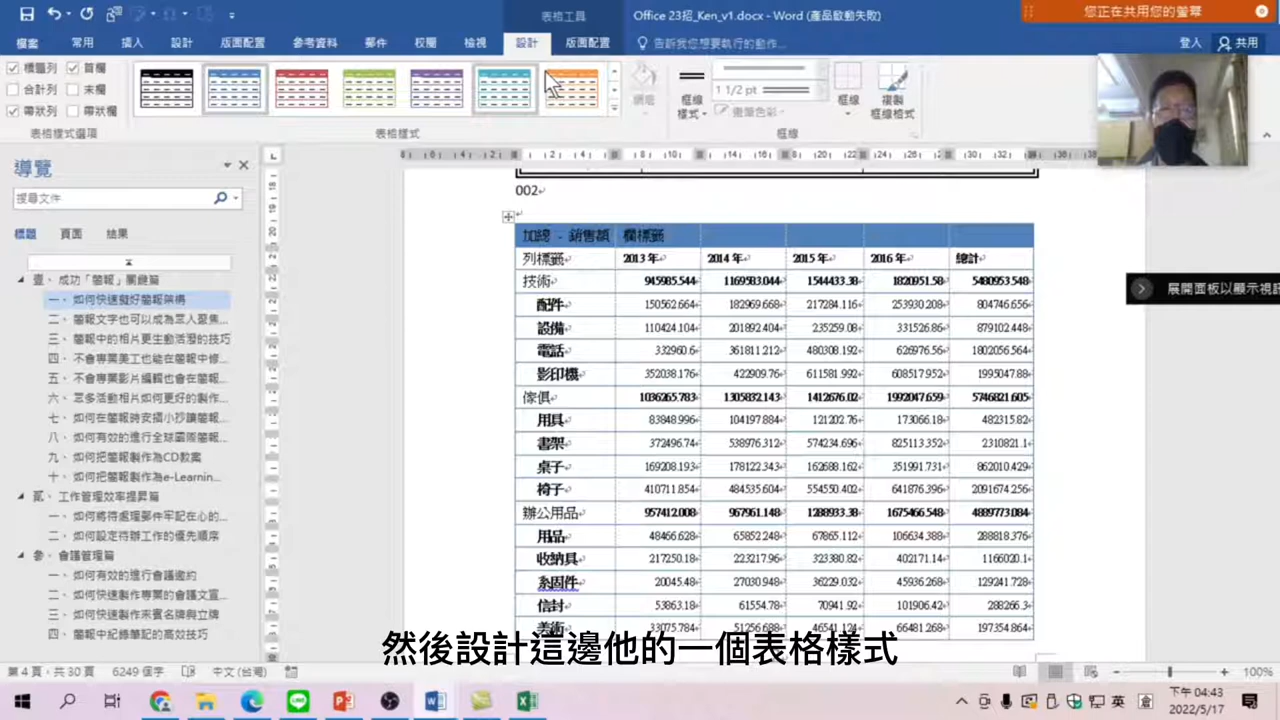 表格工具
Office 23招_Ken_v1.docx - Word (產品啟動失敗)
您正在共用您的螢幕
檔案 常用 插入 設計 版面配置 參考資料 郵件 校閱 檢視 設計 版面配置 告訴我您想要執行的動作... 登入 共用
標題列 首欄
合計列 末欄
帶狀列 帶狀欄
表格樣式選項
表格樣式
網底
框線樣式
1 1/2 pt
畫筆色彩
框線
複製框線格式
框線
導覽
搜尋文件
標題 頁面 結果
壹、成功「簡報」關鍵篇
一、 如何快速擬好簡報架構
二、 簡報文字也可以成為眾人聚焦...
三、 簡報中的相片更生動活潑的技巧
四、 不會專業美工也能在簡報中修...
五、 不會專業影片編輯也會在簡報...
六、 眾多活動相片如何更好的製作...
七、 如何在簡報時安插小抄讓簡報...
八、 如何有效的進行全球團隊簡報...
九、 如何把簡報製作為CD教案
十、 如何把簡報製作為e-Learnin...
貳、工作管理效率提昇篇
一、 如何將待處理郵件牢記在心的...
二、 如何設定待辦工作的優先順序
參、會議管理篇
一、 如何有效的進行會議邀約
二、 如何快速製作專業的會議文宣...
三、 如何快速製作來賓名牌與立牌
四、 簡報中紀錄筆記的高效技巧
002
加總 - 銷售額 欄標籤
列標籤 2013 年 2014 年 2015 年 2016 年 總計
技術 945985.544 1169583.044 1544433.38 1820951.58 5480953.548
配件 150562.664 182969.668 217284.116 253930.208 804746.656
設備 110424.104 201892.404 235259.08 331526.86 879102.448
電話 332960.6 361811.212 480308.192 626976.56 1802056.564
影印機 352038.176 422909.76 611581.992 608517.952 1995047.88
傢俱 1036265.783 1305832.143 1412676.02 1992047.659 5746821.605
用具 83848.996 104197.884 121202.76 173066.18 482315.82
書架 372496.74 538976.312 574234.696 825113.352 2310821.1
桌子 169208.193 178122.343 162688.162 351991.731 862010.429
椅子 410711.854 484535.604 554550.402 641876.396 2091674.256
辦公用品 957412.008 967961.148 1288933.38 1675466.548 4889773.084
用品 48466.628 65852.248 67865.112 106634.388 288818.376
收納具 217250.18 223217.96 323380.82 402171.14 1166020.1
紮固件 20045.48 27030.948 36229.032 45936.268 129241.728
信封 53863.18 61554.78 70941.92 101906.42 288266.3
美術 33075.784 51256.688 46541.124 66481.268 197354.864
展開面板以顯示視訊
然後設計這邊他的一個表格樣式
第 4 頁，共 30 頁 6249 個字 中文 (台灣) 100%
英
下午 04:43
2022/5/17